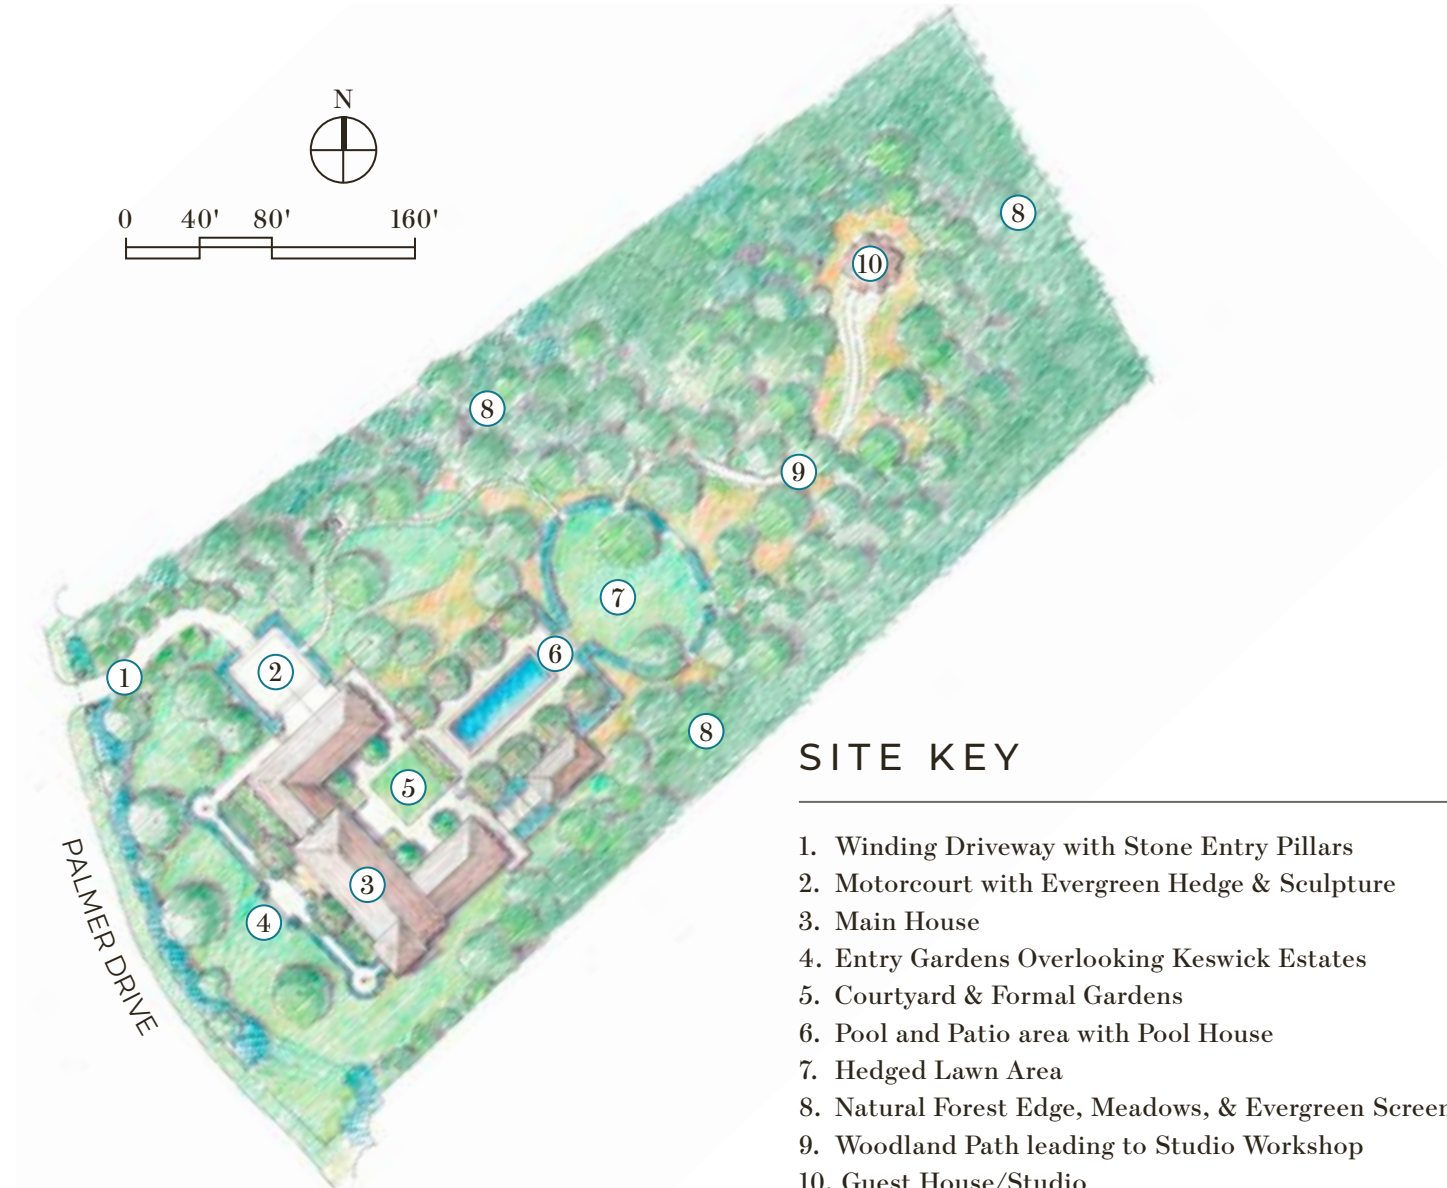 N
0 40' 80' 160'
8
10
8
9
7
6
1
2
8
5
3
4
PALMER DRIVE
SITE KEY
1. Winding Driveway with Stone Entry Pillars
2. Motorcourt with Evergreen Hedge & Sculpture
3. Main House
4. Entry Gardens Overlooking Keswick Estates
5. Courtyard & Formal Gardens
6. Pool and Patio area with Pool House
7. Hedged Lawn Area
8. Natural Forest Edge, Meadows, & Evergreen Screen
9. Woodland Path leading to Studio Workshop
10. Guest House/Studio